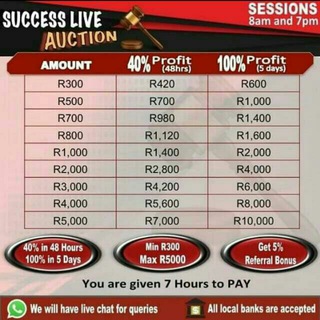 SUCCESS LIVE
AUCTION
SESSIONS
8am and 7pm
AMOUNT 40% Profit (48hrs) 100% Profit (5 days)
R300 R420 R600
R500 R700 R1,000
R700 R980 R1,400
R800 R1,120 R1,600
R1,000 R1,400 R2,000
R2,000 R2,800 R4,000
R3,000 R4,200 R6,000
R4,000 R5,600 R8,000
R5,000 R7,000 R10,000
40% in 48 Hours
100% in 5 Days
Min R300
Max R5000
Get 5%
Referral Bonus
You are given 7 Hours to PAY
We will have live chat for queries
All local banks are accepted